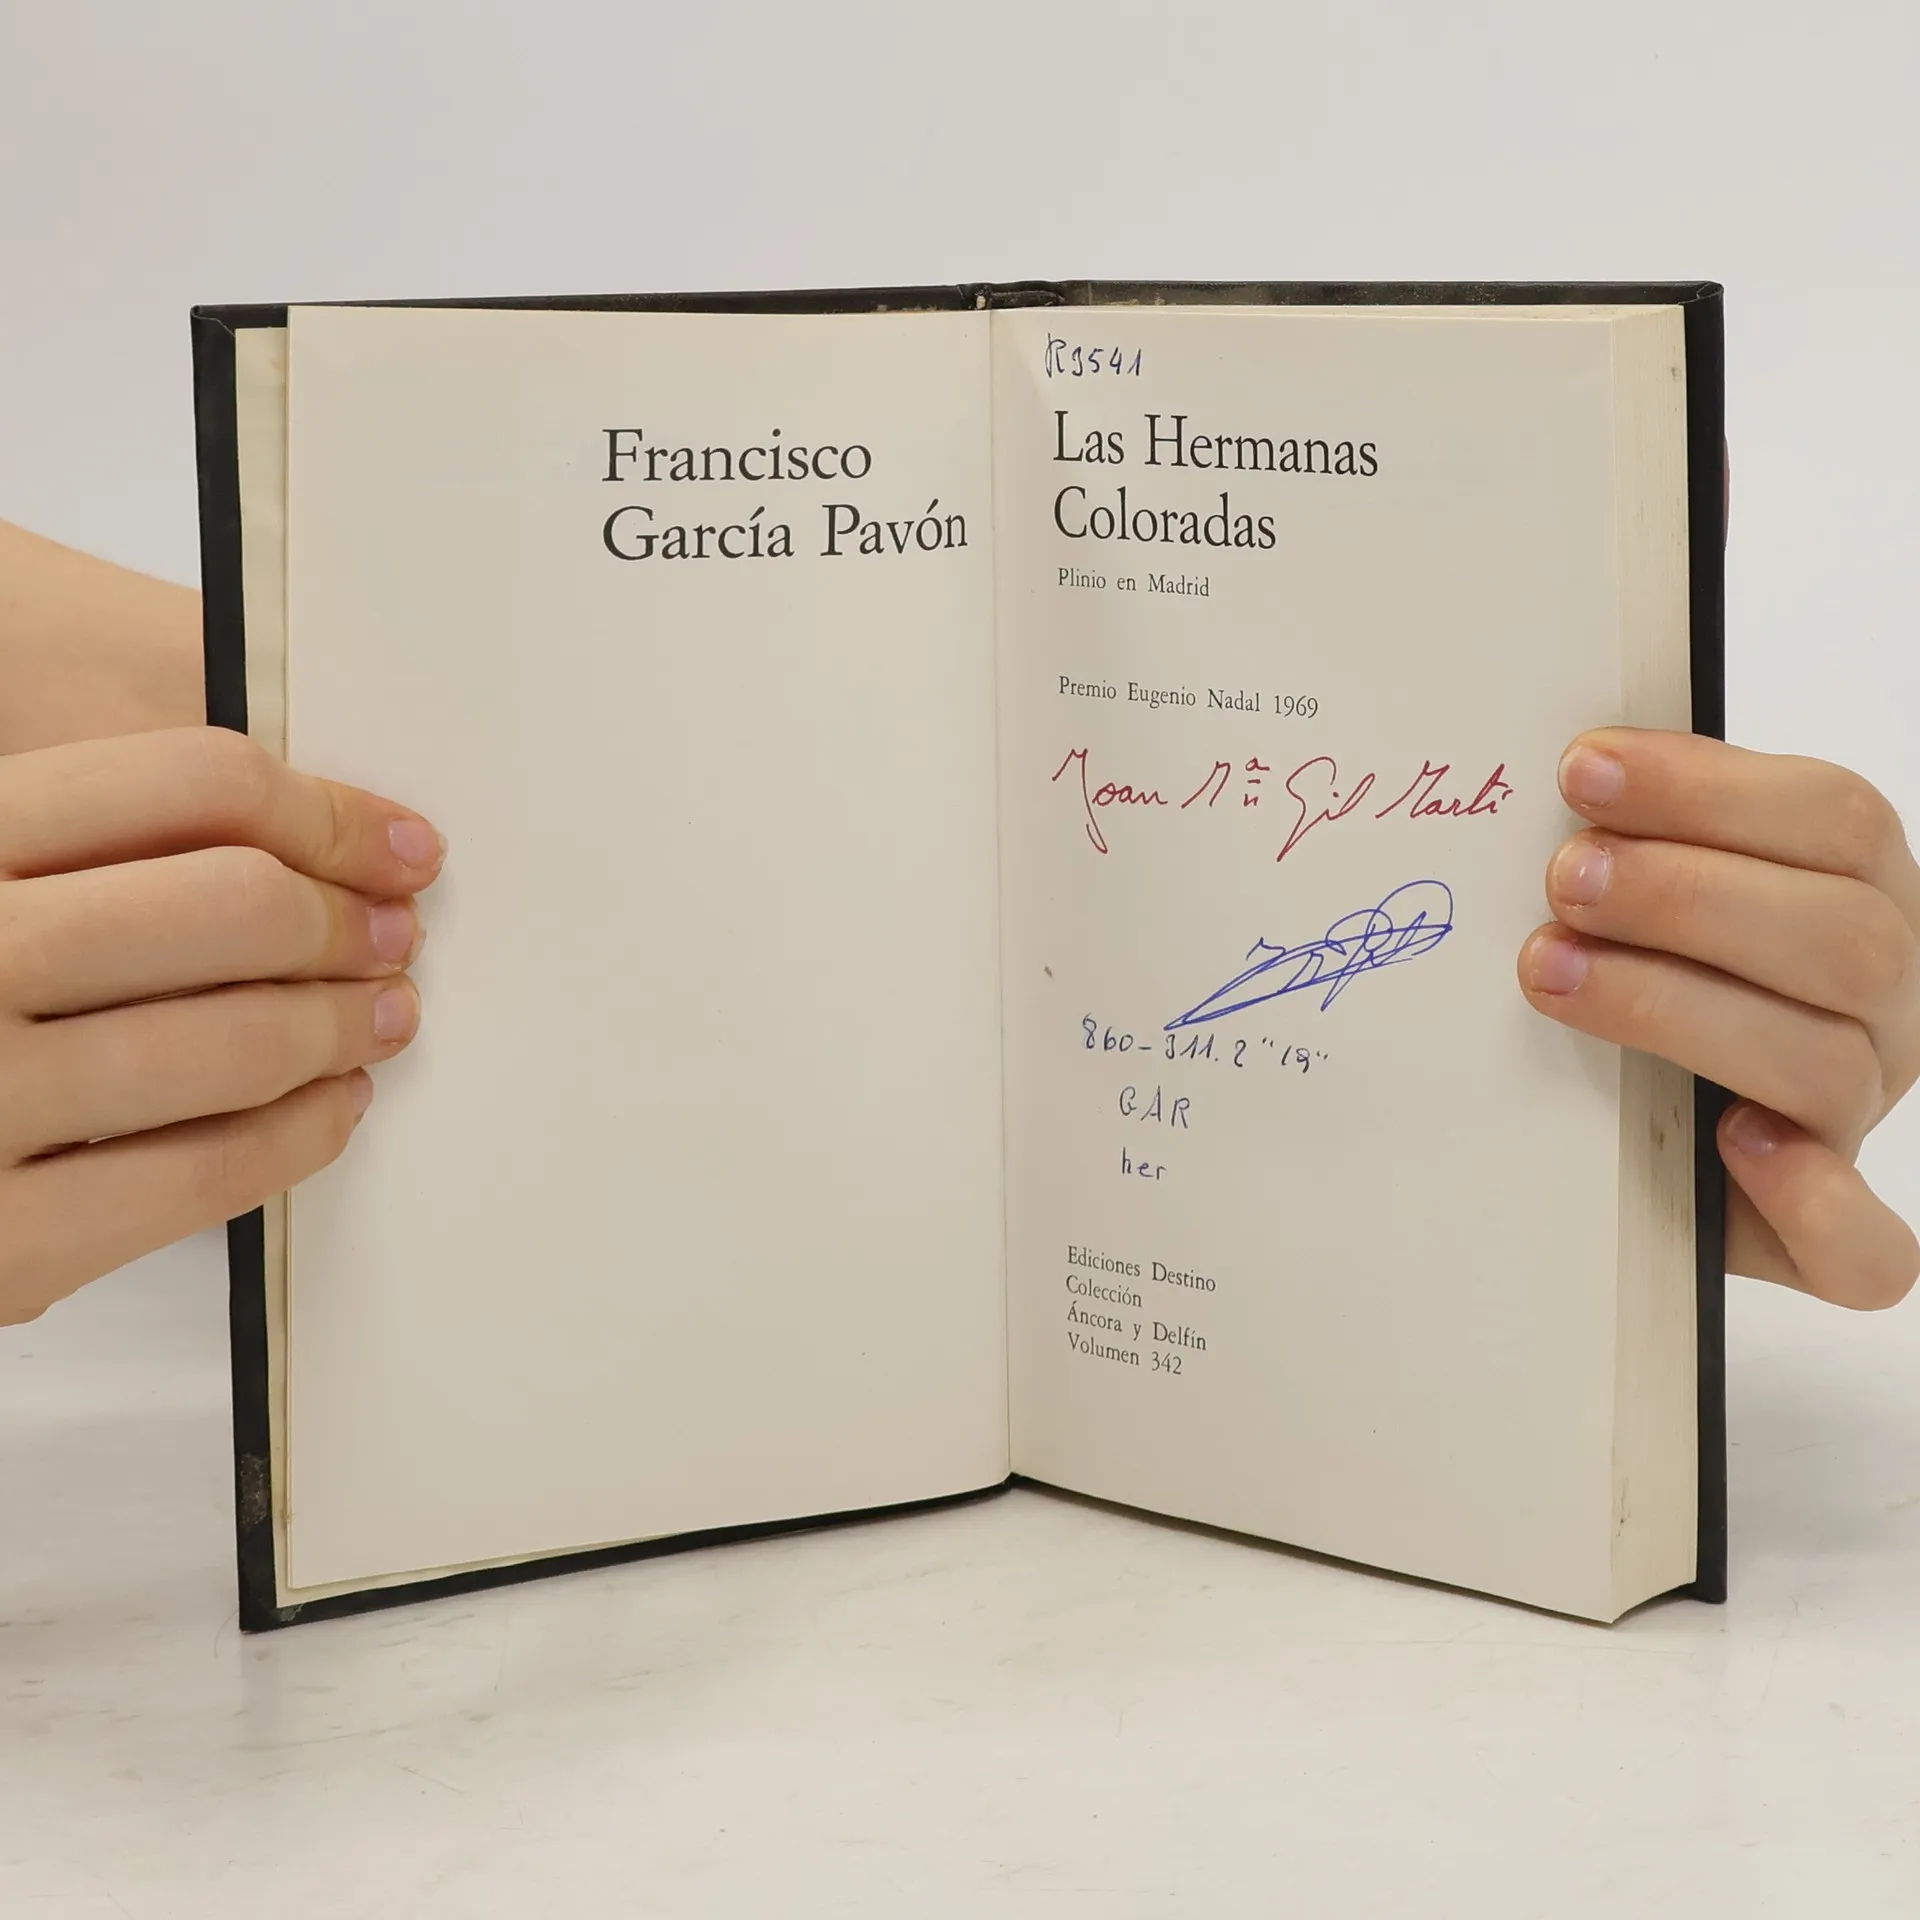 Francisco
García Pavón
R3541
Las Hermanas
Coloradas
Plinio en Madrid
Premio Eugenio Nadal 1969
Joan Mª Gil Martí
860-311.2 "19"
GAR
her
Ediciones Destino
Colección
Áncora y Delfín
Volumen 342